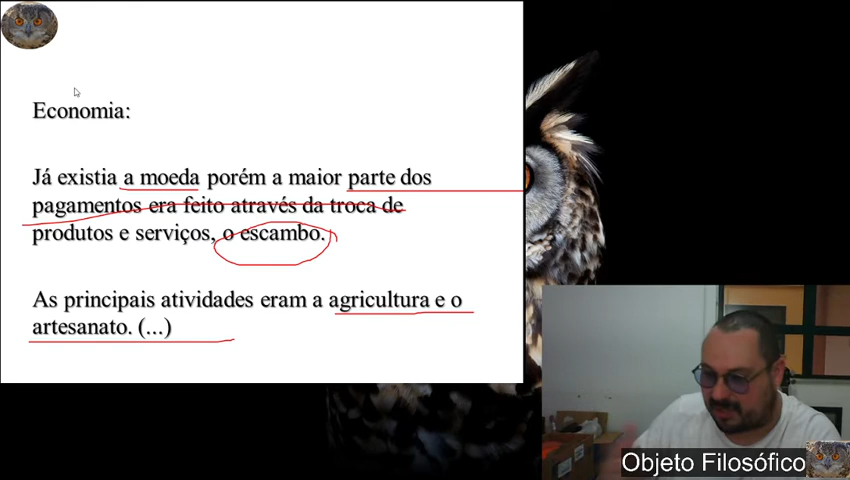 Economia:
Já existia a moeda porém a maior parte dos
pagamentos era feito através da troca de
produtos e serviços, o escambo.
As principais atividades eram a agricultura e o
artesanato. (...)
Objeto Filosófico